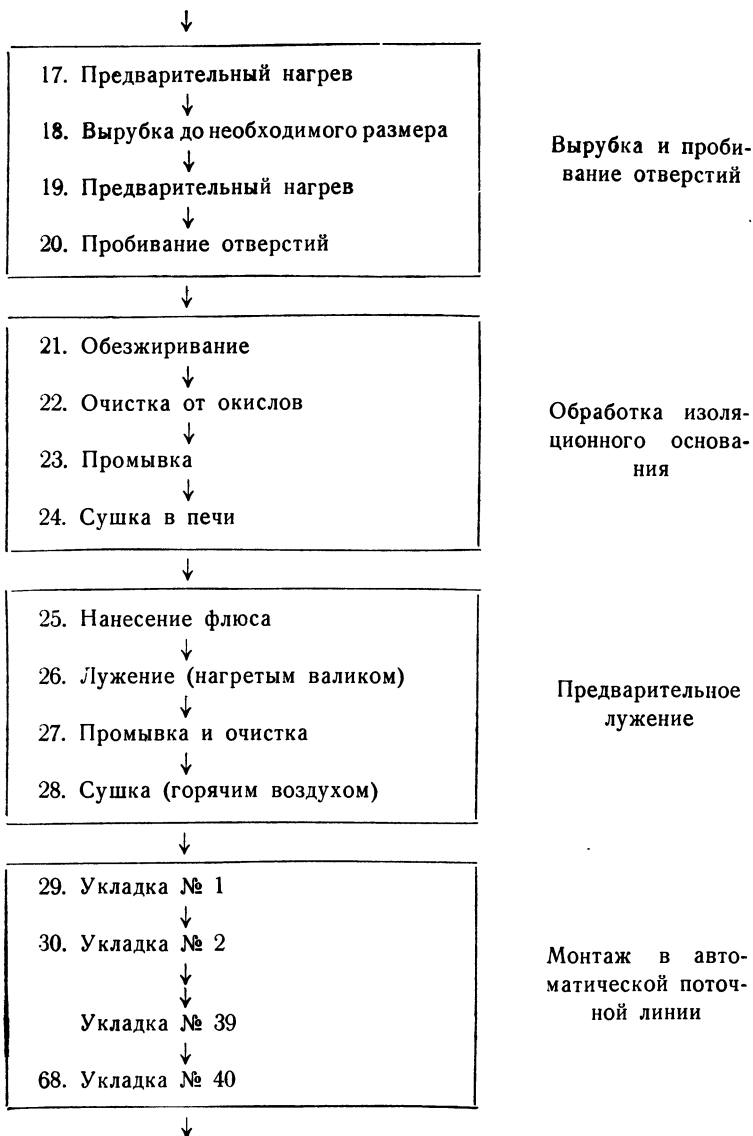 17. Предварительный нагрев
18. Вырубка до необходимого размера
19. Предварительный нагрев
20. Пробивание отверстий
Вырубка и проби-
вание отверстий
21. Обезжиривание
22. Очистка от окислов
23. Промывка
24. Сушка в печи
Обработка изоля-
ционного основа-
ния
25. Нанесение флюса
26. Лужение (нагретым валиком)
27. Промывка и очистка
28. Сушка (горячим воздухом)
Предварительное
лужение
29. Укладка № 1
30. Укладка № 2
Укладка № 39
68. Укладка № 40
Монтаж в авто-
матической поточ-
ной линии